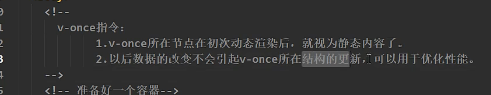 <!--
v-once指令:
1.v-once所在节点在初次动态渲染后，就视为静态内容了。
2.以后数据的改变不会引起v-once所在结构的更新，可以用于优化性能。
-->
<!-- 准备好一个容器-->